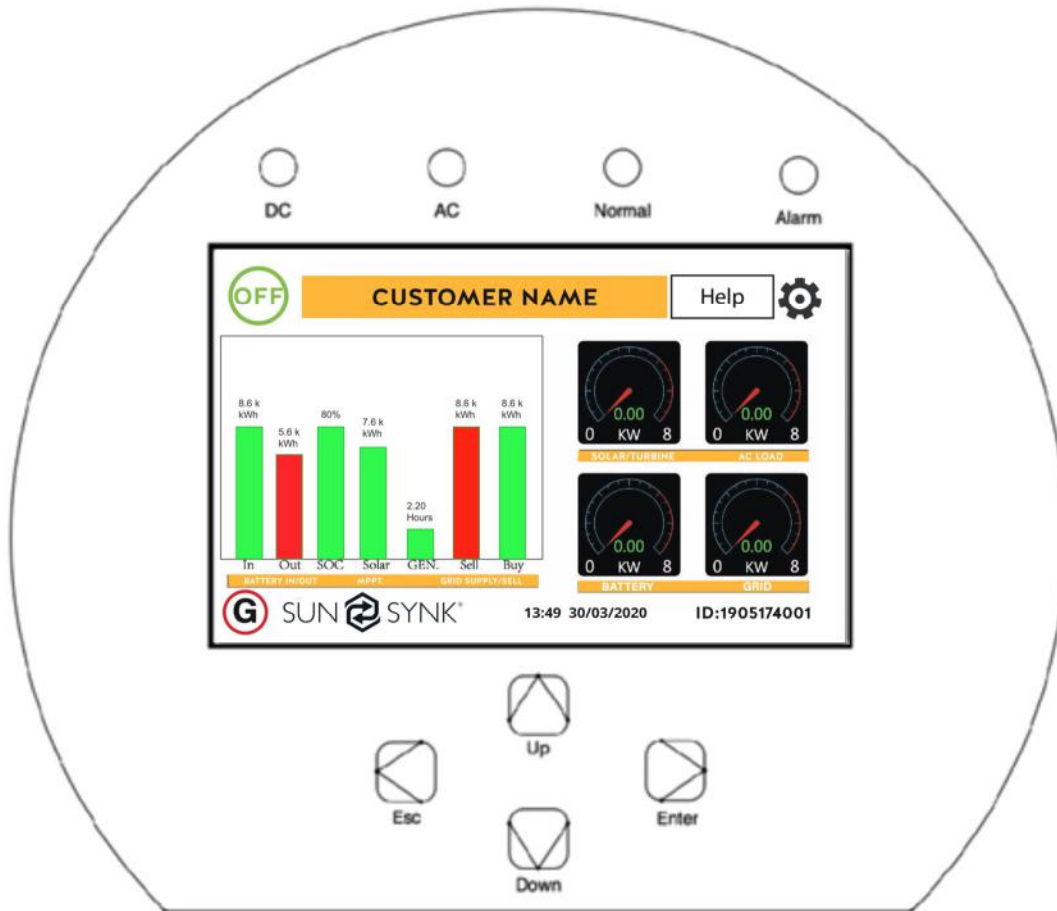 DC
AC
Normal
Alarm
OFF
CUSTOMER NAME
Help
8.6 k
kWh
5.6 k
kWh
80%
7.6 k
kWh
2.20
Hours
8.6 k
kWh
8.6 k
kWh
In Out SOC Solar GEN. Sell Buy
BATTERY IN/OUT MPPT. GRID SUPPLY/SELL
0.00
0 KW 8
0.00
0 KW 8
SOLAR/TURBINE AC LOAD
0.00
0 KW 8
0.00
0 KW 8
BATTERY GRID
G SUN SYNK® 13:49 30/03/2020 ID:1905174001
Up
Esc
Enter
Down